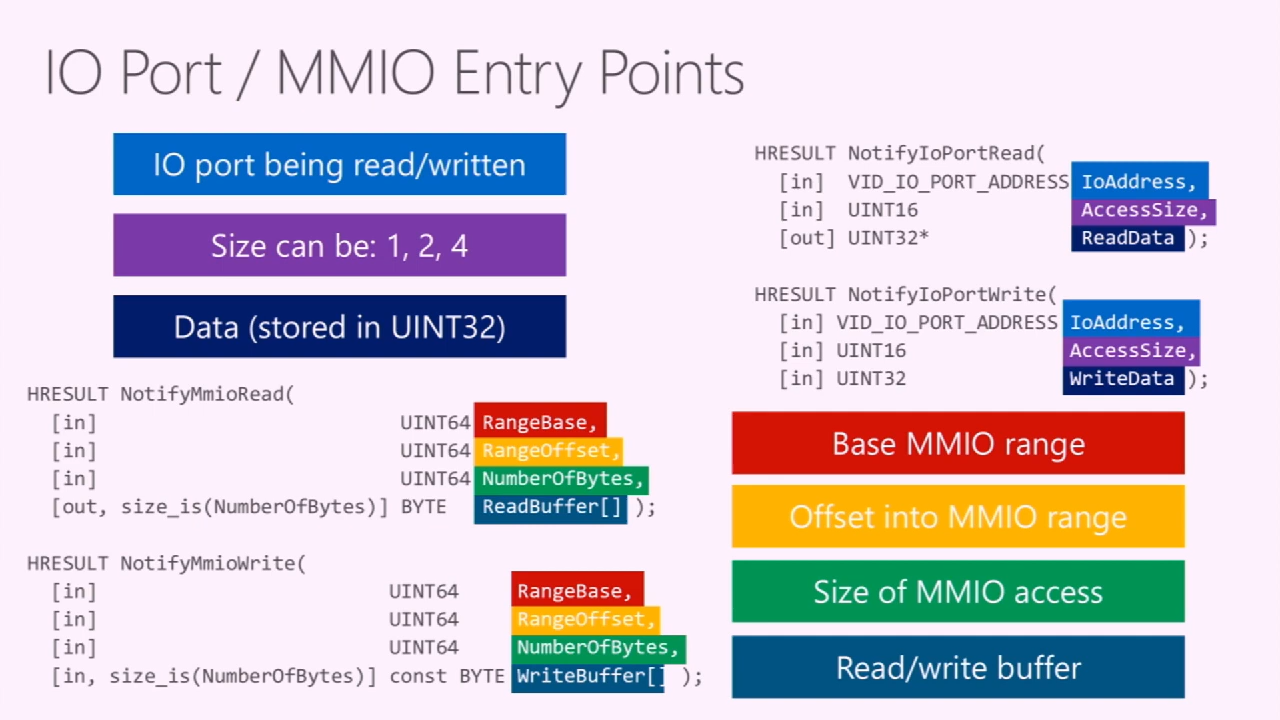 IO Port / MMIO Entry Points
IO port being read/written
Size can be: 1, 2, 4
Data (stored in UINT32)
HRESULT NotifyIoPortRead(
[in] VID_IO_PORT_ADDRESS IoAddress,
[in] UINT16 AccessSize,
[out] UINT32* ReadData );
HRESULT NotifyIoPortWrite(
[in] VID_IO_PORT_ADDRESS IoAddress,
[in] UINT16 AccessSize,
[in] UINT32 WriteData );
HRESULT NotifyMmioRead(
[in] UINT64 RangeBase,
[in] UINT64 RangeOffset,
[in] UINT64 NumberOfBytes,
[out, size_is(NumberOfBytes)] BYTE ReadBuffer[] );
HRESULT NotifyMmioWrite(
[in] UINT64 RangeBase,
[in] UINT64 RangeOffset,
[in] UINT64 NumberOfBytes,
[in, size_is(NumberOfBytes)] const BYTE WriteBuffer[] );
Base MMIO range
Offset into MMIO range
Size of MMIO access
Read/write buffer